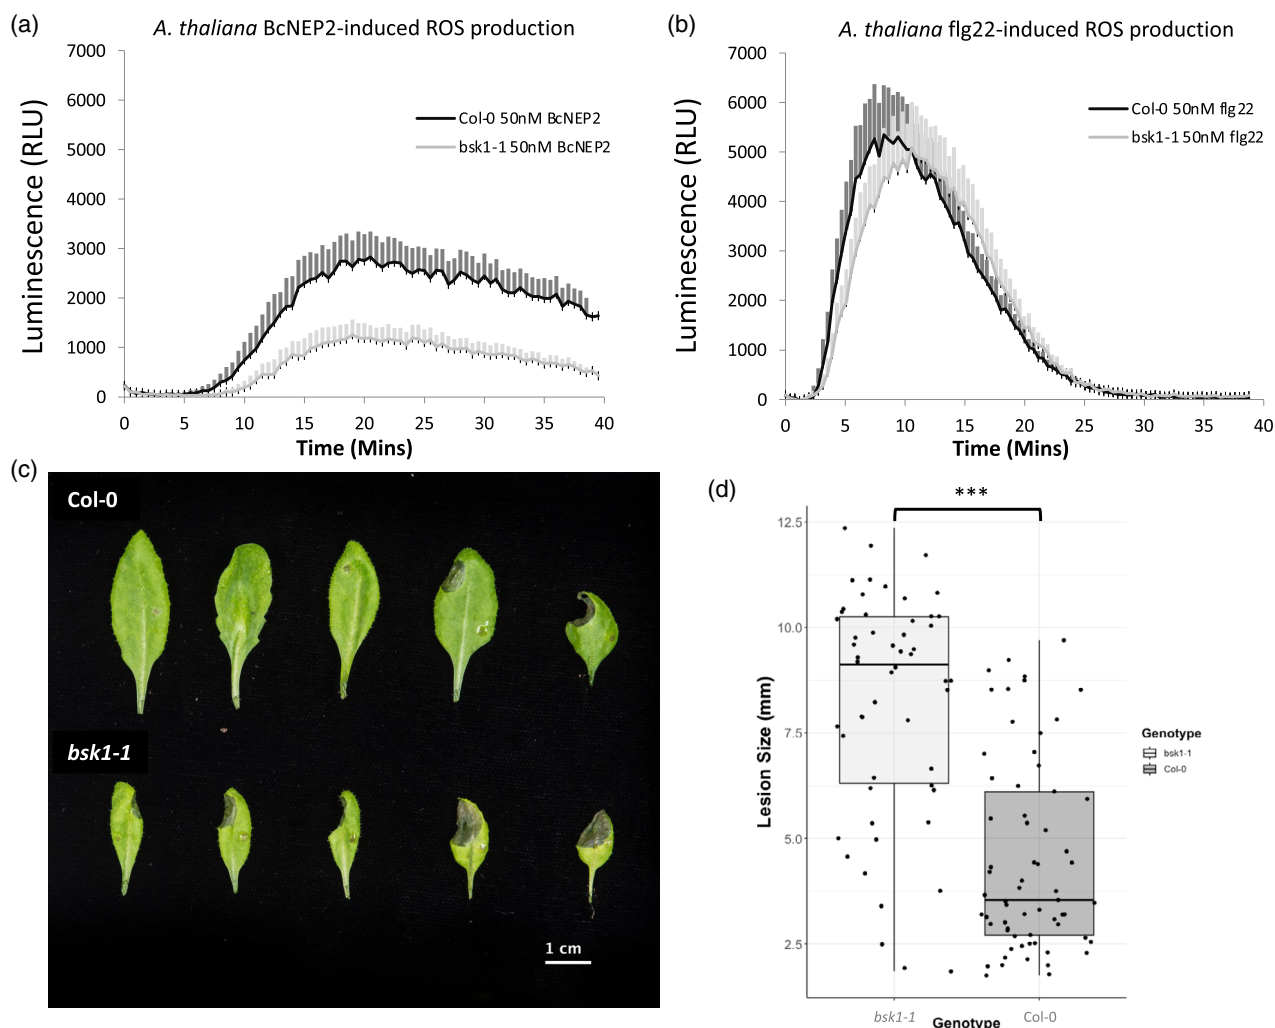 (a)
A. thaliana BcNEP2-induced ROS production
Luminescence (RLU)
7000
6000
5000
4000
3000
2000
1000
0
Col-0 50nM BcNEP2
bsk1-1 50nM BcNEP2
0 5 10 15 20 25 30 35 40
Time (Mins)
(b)
A. thaliana flg22-induced ROS production
Luminescence (RLU)
7000
6000
5000
4000
3000
2000
1000
0
Col-0 50nM flg22
bsk1-1 50nM flg22
0 5 10 15 20 25 30 35 40
Time (Mins)
(c)
Col-0
bsk1-1
1 cm
(d)
***
Lesion Size (mm)
12.5
10.0
7.5
5.0
2.5
bsk1-1 Col-0
Genotype
Genotype
bsk1-1
Col-0